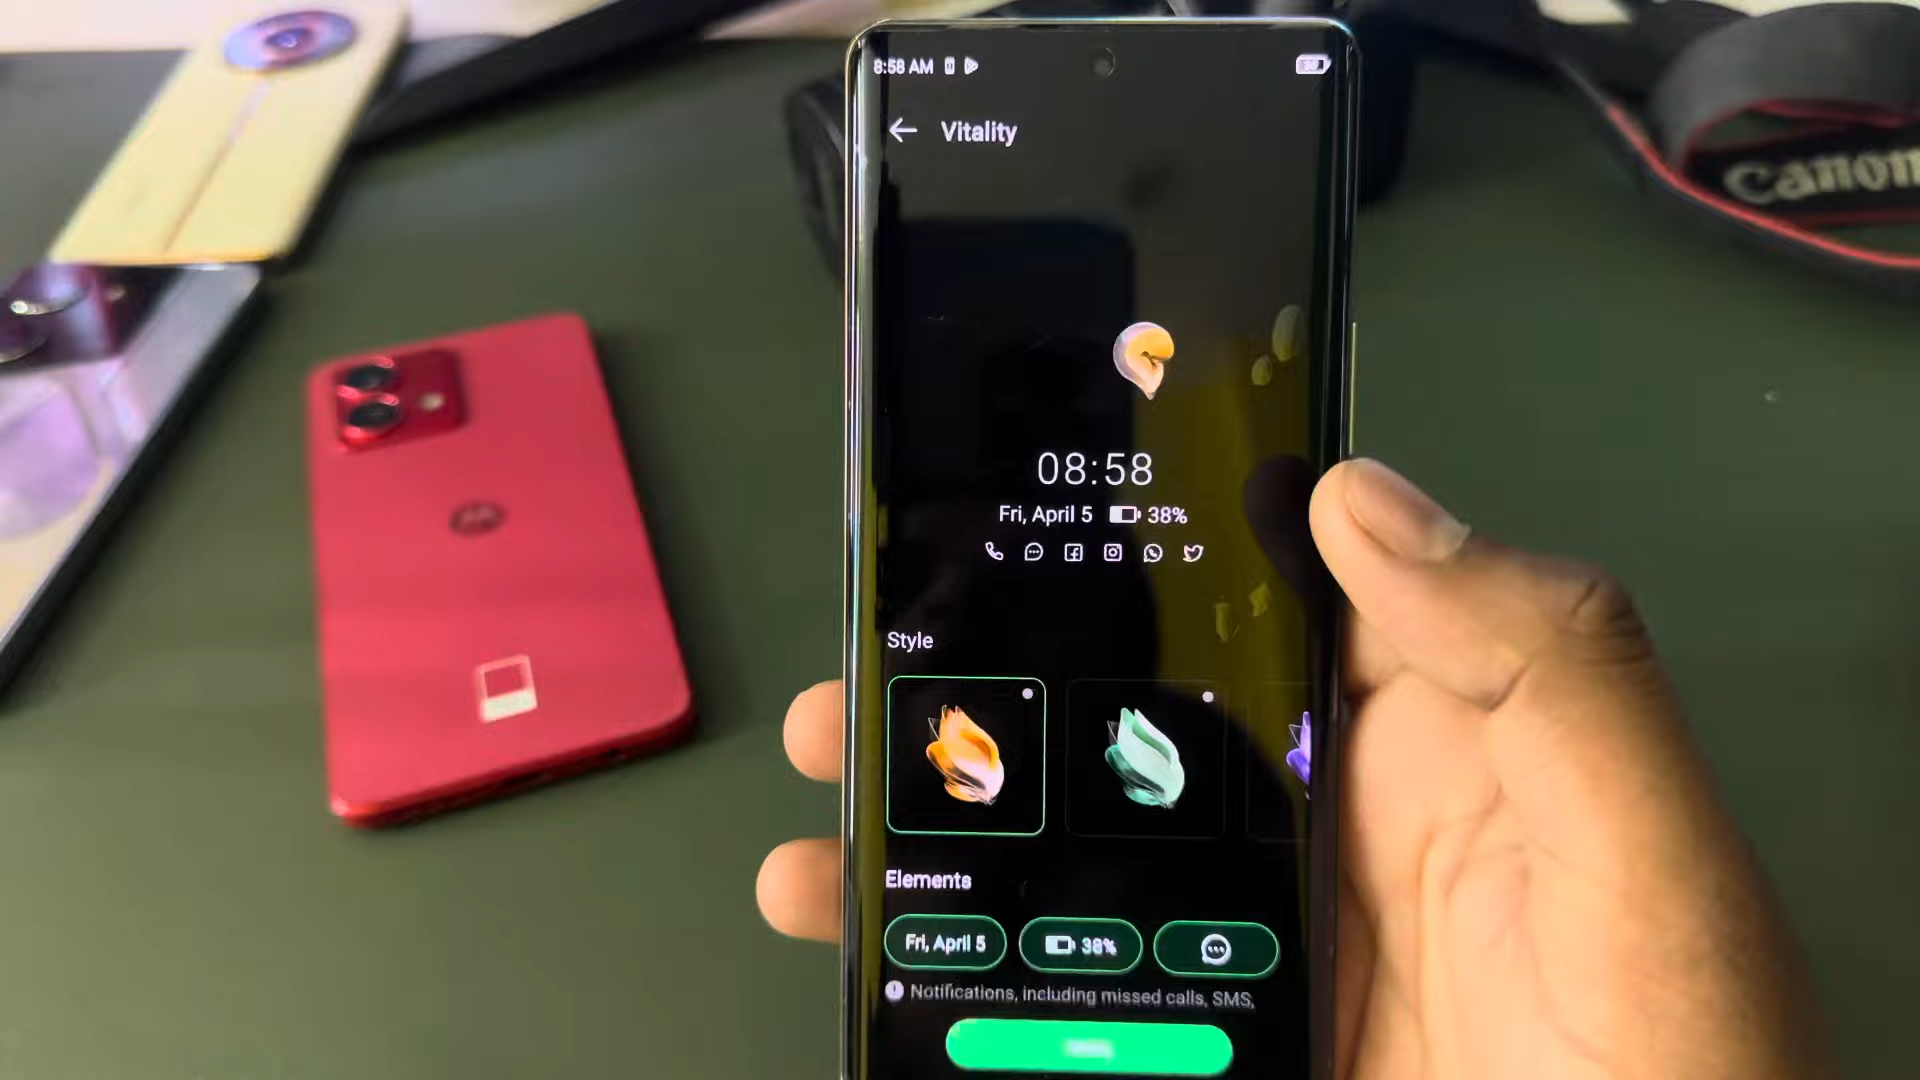 8:58 AM
Canon
Vitality
08:58
Fri, April 5 38%
Style
Elements
Fri, April 5 38%
Notifications, including missed calls, SMS,